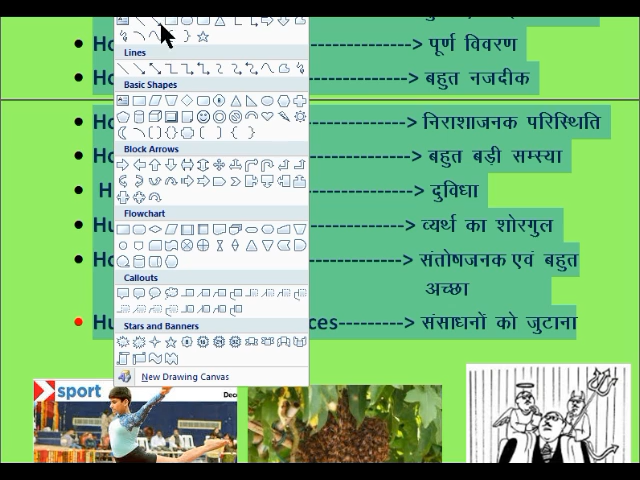 Ho -----------> पूर्ण विवरण
Lines
Ho -----------> बहुत नजदीक
Basic Shapes
Ho -----------> निराशाजनक परिस्थिति
Block Arrows
Ho -----------> बहुत बड़ी समस्या
H -----------> दुविधा
Flowchart
Hu -----------> व्यर्थ का शोरगुल
Ho -----------> संतोषजनक एवं बहुत
Callouts
अच्छा
Hu ces---------> संसाधनों को जुटाना
Stars and Banners
New Drawing Canvas
sport
Dece